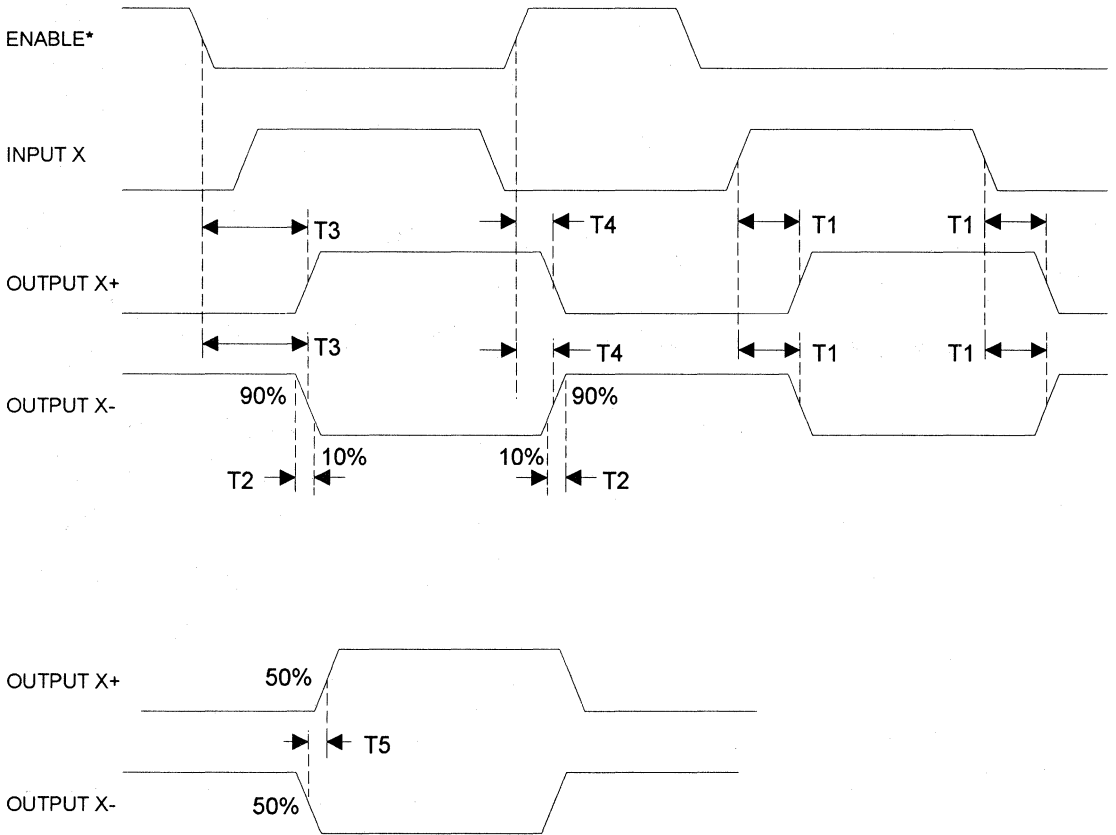 ENABLE*
INPUT X
T3
T4
T1
T1
OUTPUT X+
T3
T4
T1
T1
OUTPUT X-
90%
90%
10%
10%
T2
T2
OUTPUT X+
50%
T5
OUTPUT X-
50%